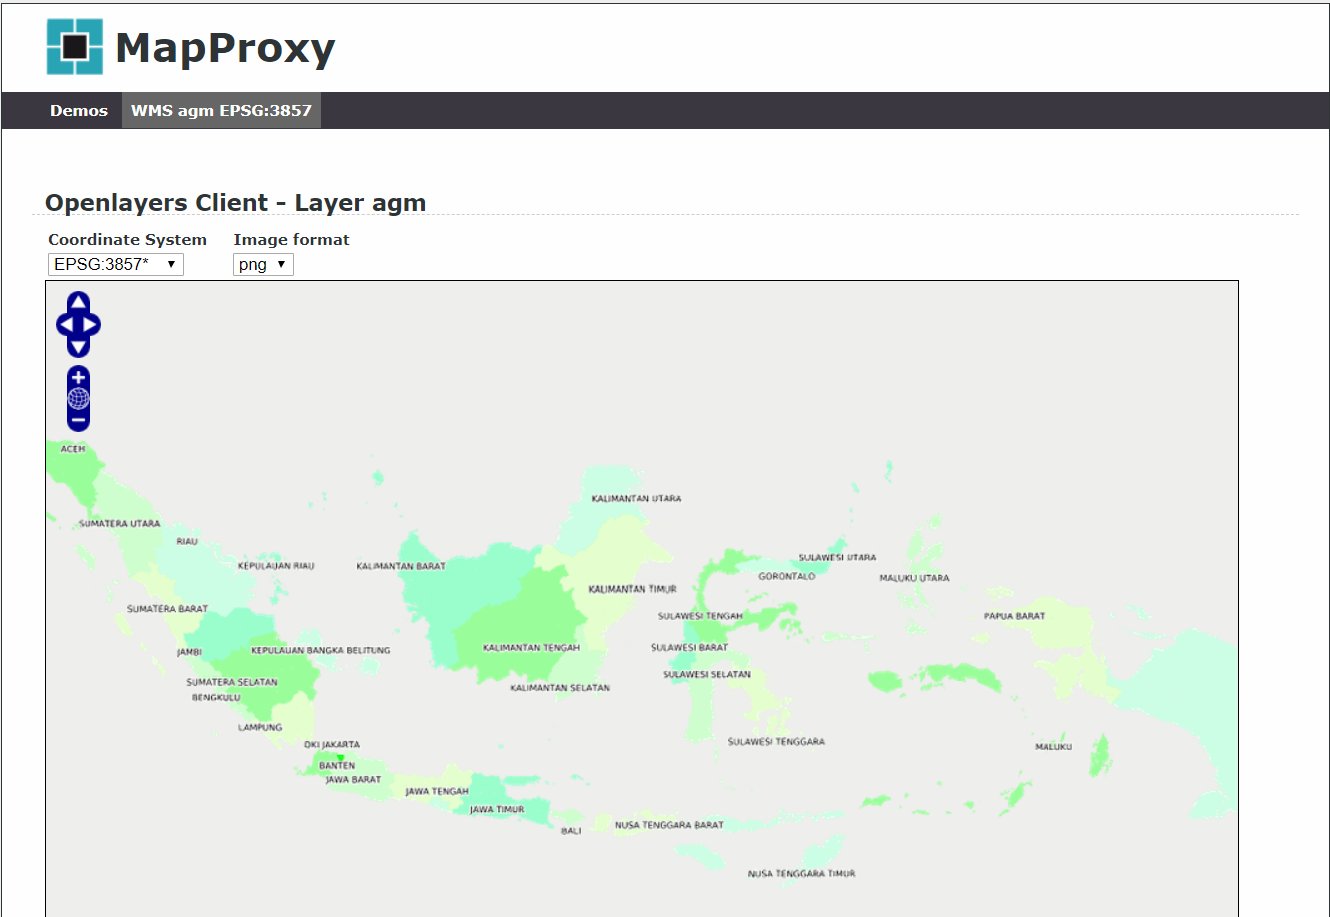 MapProxy
Demos WMS agm EPSG:3857
Openlayers Client - Layer agm
Coordinate System Image format
EPSG:3857* png
ACEH
KALIMANTAN UTARA
SUMATERA UTARA
RIAU
SULAWESI UTARA
KEPULAUAN RIAU
KALIMANTAN BARAT
GORONTALO
MALUKU UTARA
KALIMANTAN TIMUR
SUMATERA BARAT
SULAWESI TENGAH
PAPUA BARAT
JAMBI
KEPULAUAN BANGKA BELITUNG
KALIMANTAN TENGAH
SULAWESI BARAT
SULAWESI SELATAN
SUMATERA SELATAN
KALIMANTAN SELATAN
BENGKULU
LAMPUNG
SULAWESI TENGGARA
DKI JAKARTA
MALUKU
BANTEN
JAWA BARAT
JAWA TENGAH
JAWA TIMUR
NUSA TENGGARA BARAT
BALI
NUSA TENGGARA TIMUR